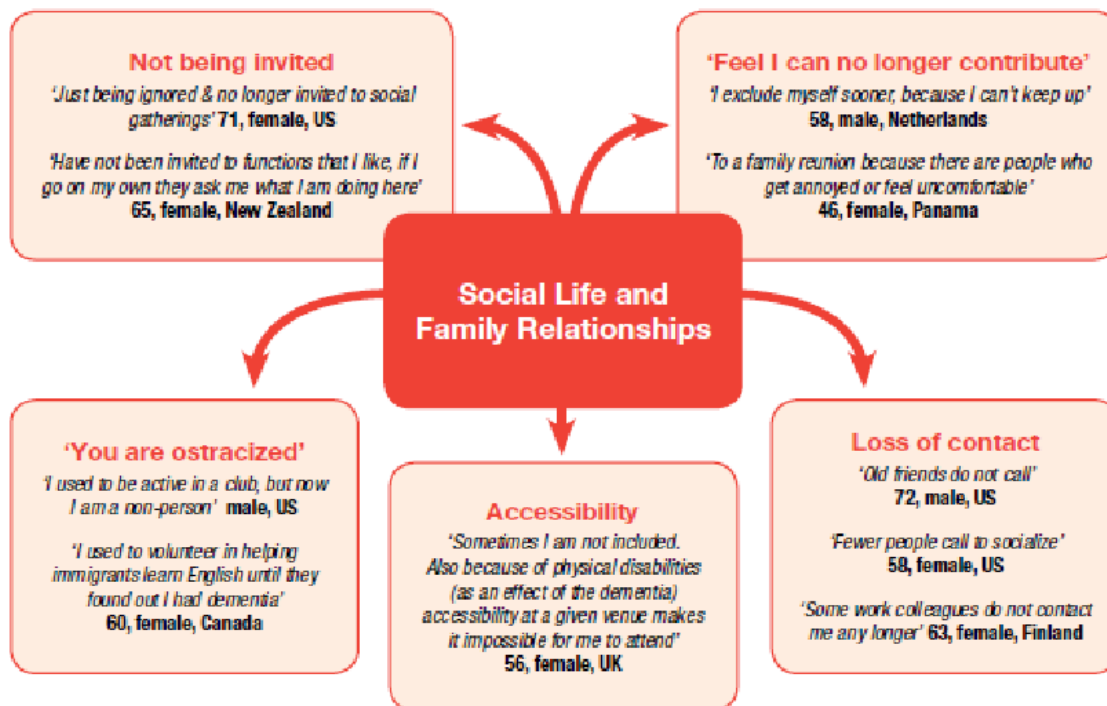 Not being invited
‘Just being ignored & no longer invited to social
gatherings’ 71, female, US
‘Have not been invited to functions that I like, if I
go on my own they ask me what I am doing here’
65, female, New Zealand
‘Feel I can no longer contribute’
‘I exclude myself sooner, because I can’t keep up’
58, male, Netherlands
‘To a family reunion because there are people who
get annoyed or feel uncomfortable’
46, female, Panama
Social Life and
Family Relationships
‘You are ostracized’
‘I used to be active in a club, but now
I am a non-person’ male, US
‘I used to volunteer in helping
immigrants learn English until they
found out I had dementia’
60, female, Canada
Accessibility
‘Sometimes I am not included.
Also because of physical disabilities
(as an effect of the dementia)
accessibility at a given venue makes
it impossible for me to attend’
56, female, UK
Loss of contact
‘Old friends do not call’
72, male, US
‘Fewer people call to socialize’
58, female, US
‘Some work colleagues do not contact
me any longer’ 63, female, Finland